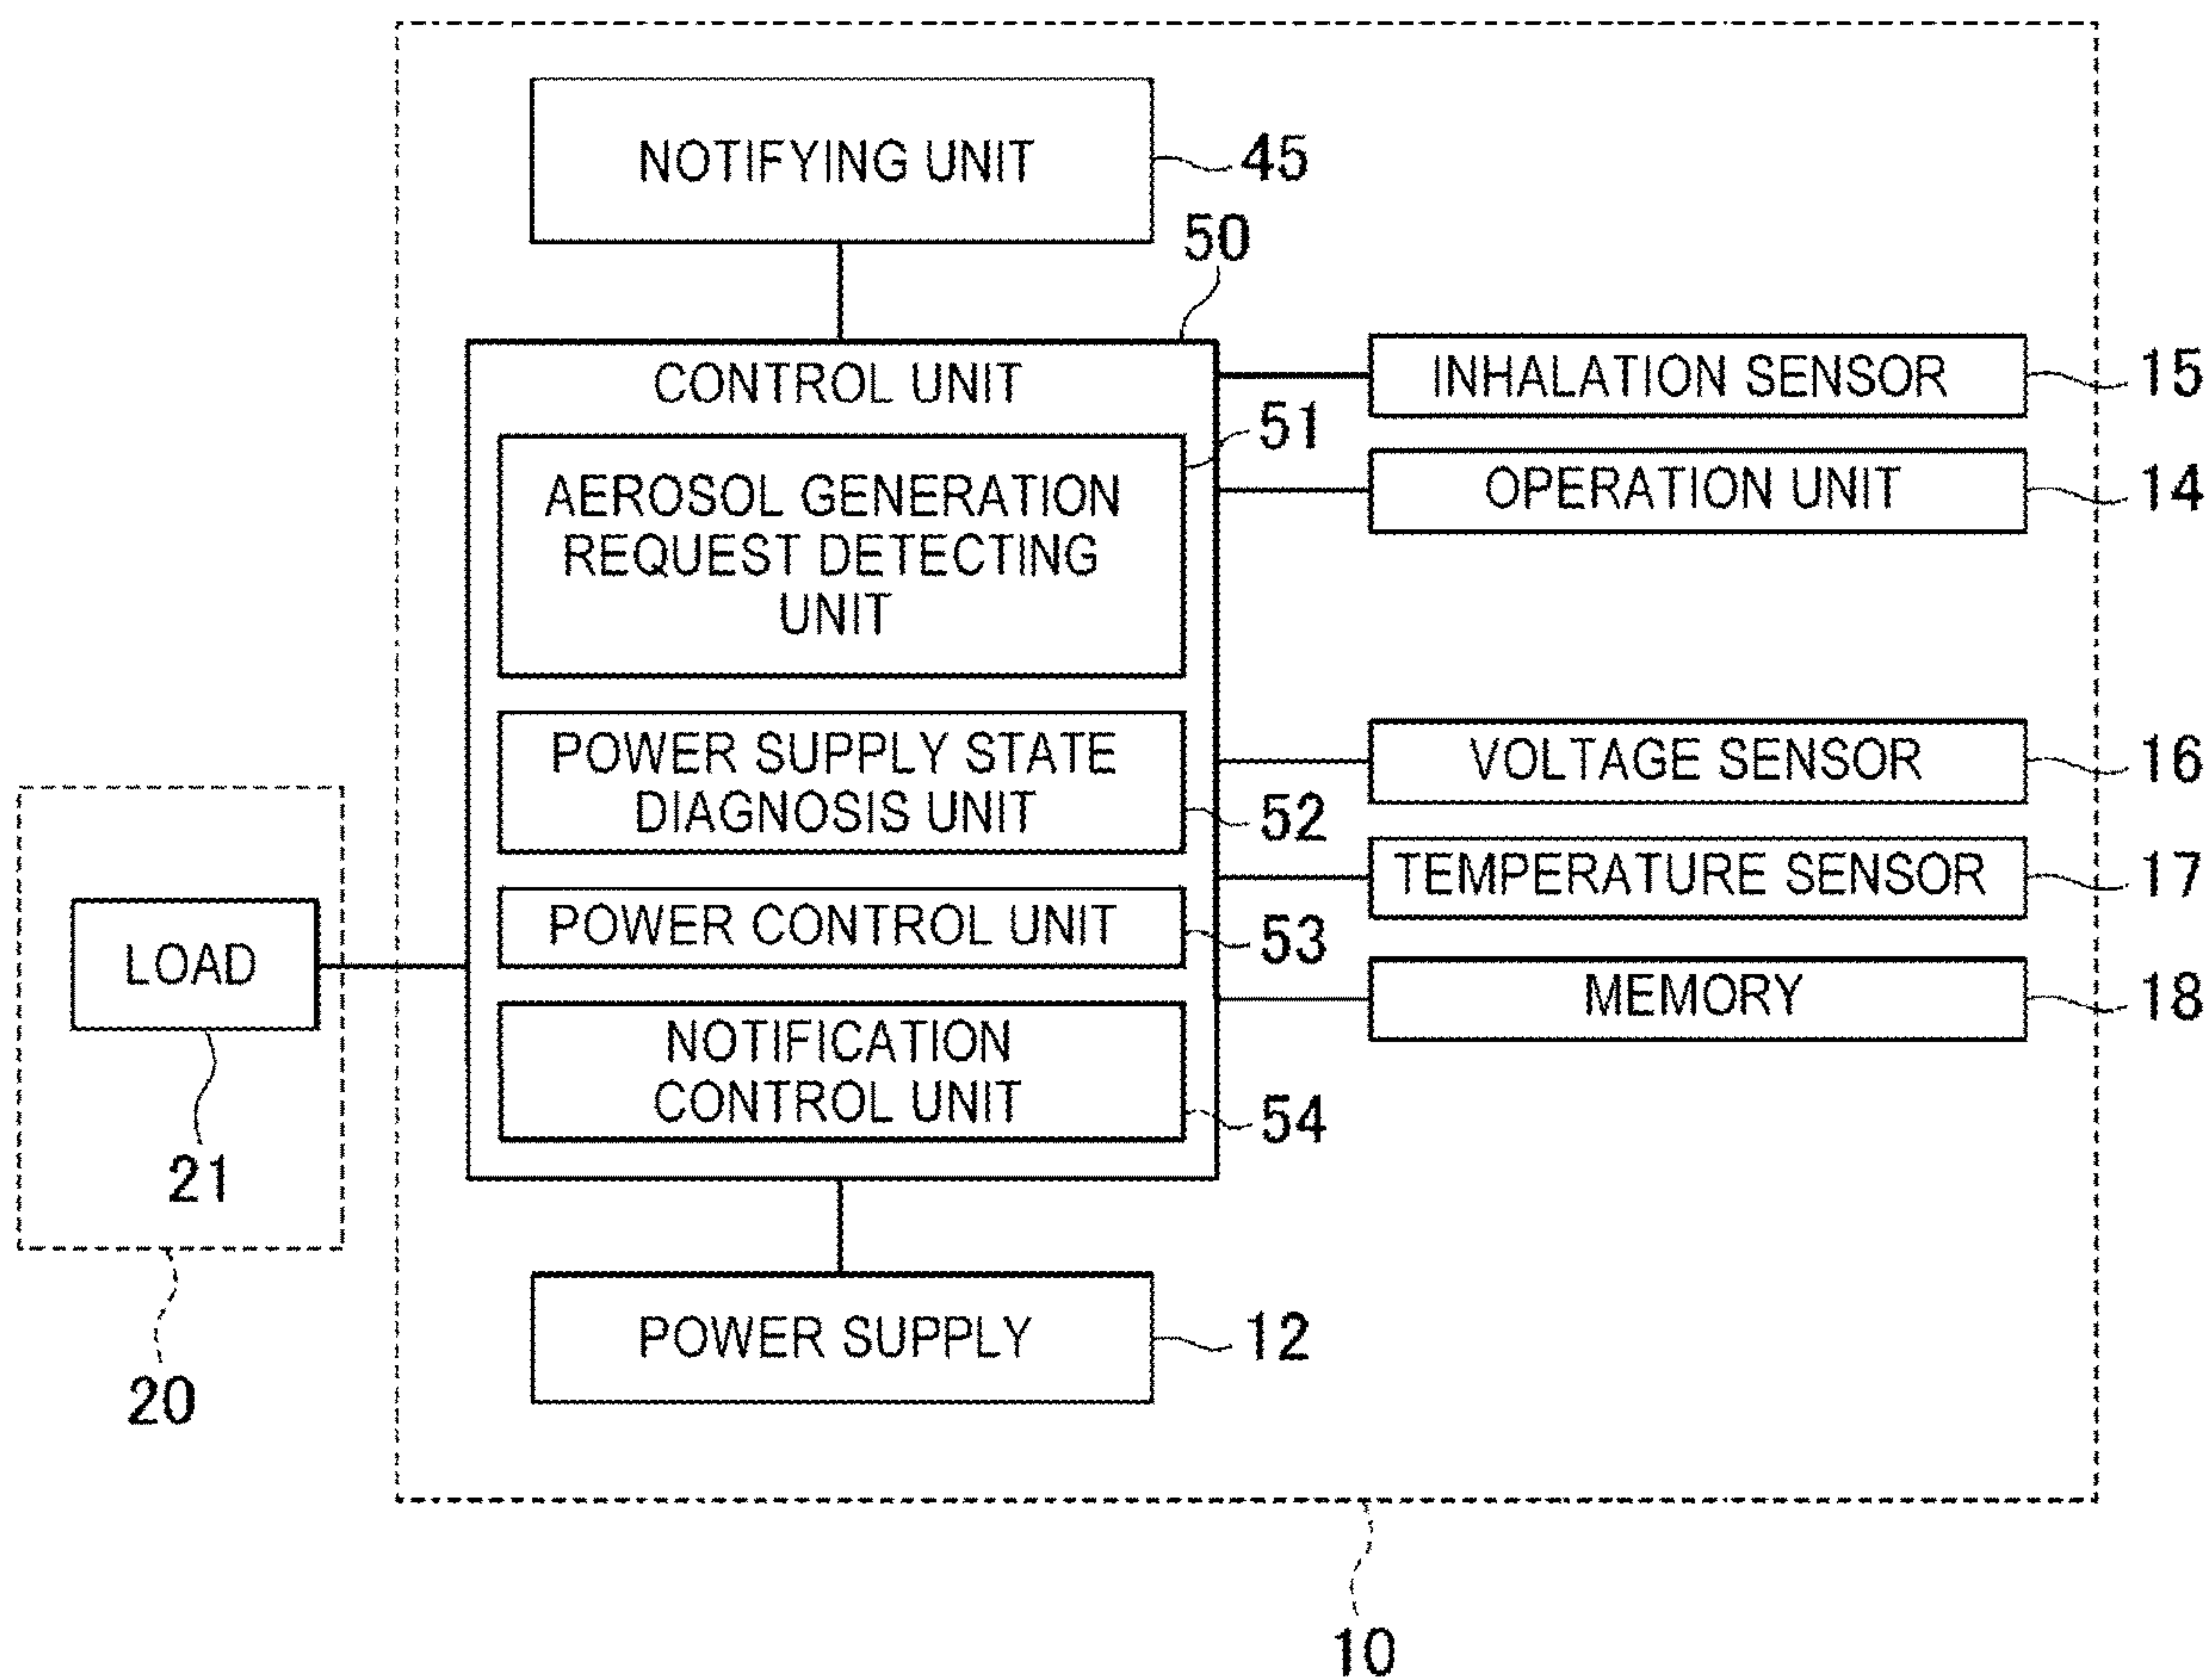 NOTIFYING UNIT
45
50
CONTROL UNIT
INHALATION SENSOR
15
51
AEROSOL GENERATION
REQUEST DETECTING
UNIT
OPERATION UNIT
14
POWER SUPPLY STATE
DIAGNOSIS UNIT
52
VOLTAGE SENSOR
16
TEMPERATURE SENSOR
17
POWER CONTROL UNIT
53
LOAD
21
MEMORY
18
NOTIFICATION
CONTROL UNIT
54
20
POWER SUPPLY
12
10